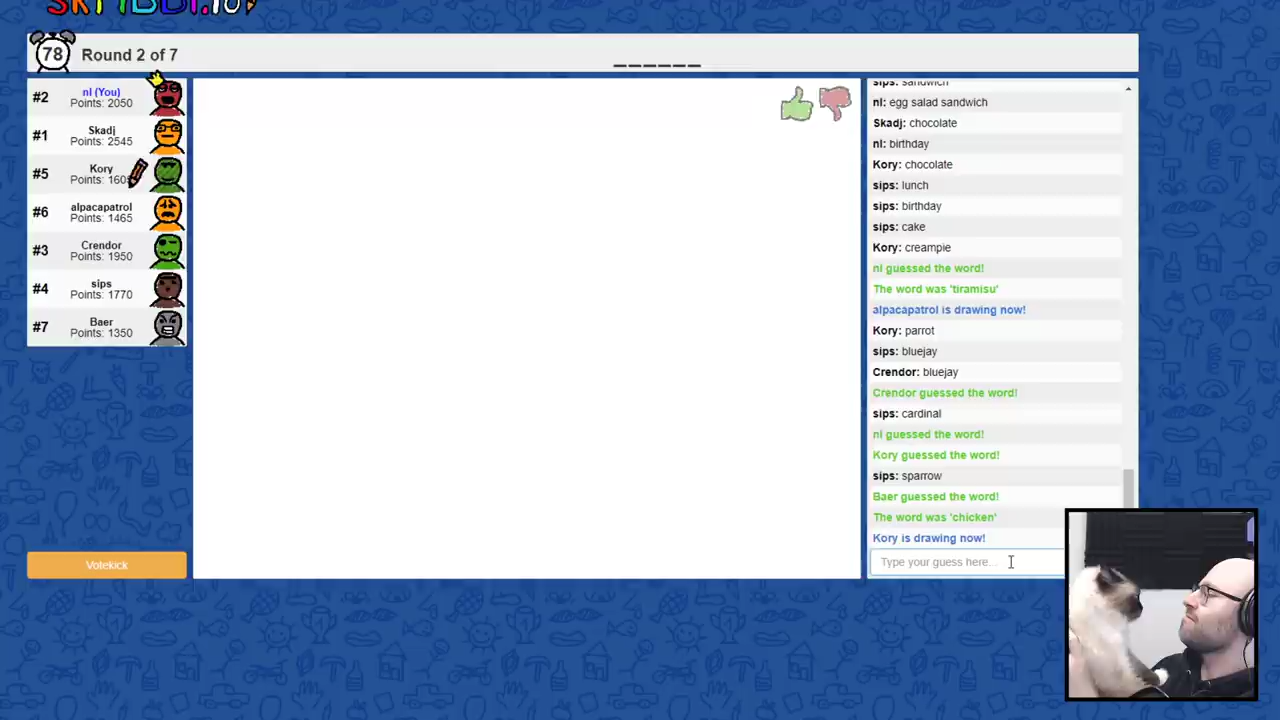 skribbl.io
78 Round 2 of 7
______
#2 nl (You)
Points: 2050
#1 Skadj
Points: 2545
#5 Kory
Points: 160
#6 alpacapatrol
Points: 1465
#3 Crendor
Points: 1950
#4 sips
Points: 1770
#7 Baer
Points: 1350
Votekick
sips: sandwich
nl: egg salad sandwich
Skadj: chocolate
nl: birthday
Kory: chocolate
sips: lunch
sips: birthday
sips: cake
Kory: creampie
nl guessed the word!
The word was 'tiramisu'
alpacapatrol is drawing now!
Kory: parrot
sips: bluejay
Crendor: bluejay
Crendor guessed the word!
sips: cardinal
nl guessed the word!
Kory guessed the word!
sips: sparrow
Baer guessed the word!
The word was 'chicken'
Kory is drawing now!
Type your guess here...